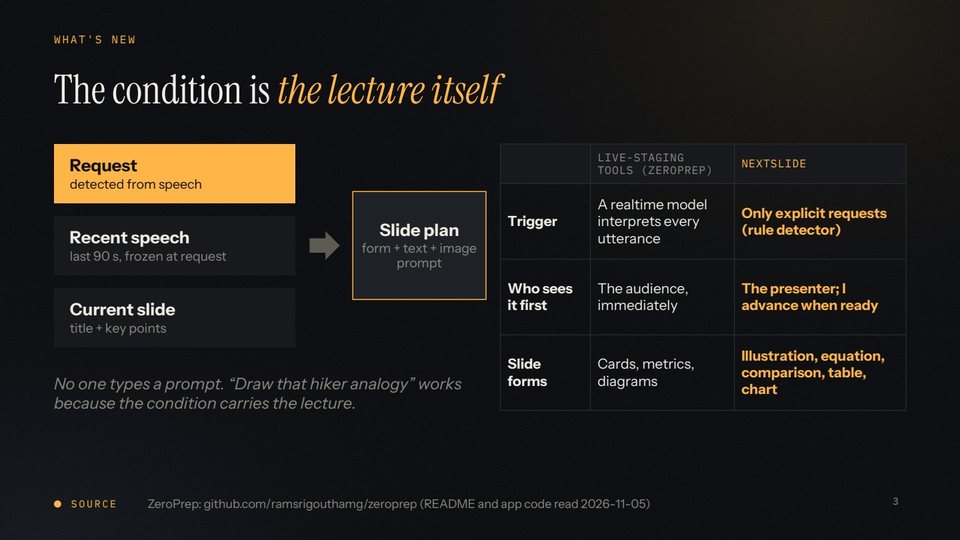 WHAT'S NEW
The condition is the lecture itself
Request
detected from speech
Recent speech
last 90 s, frozen at request
Current slide
title + key points
Slide plan
form + text + image
prompt
No one types a prompt. “Draw that hiker analogy” works
because the condition carries the lecture.
LIVE-STAGING
TOOLS (ZEROPREP)
NEXTSLIDE
Trigger
A realtime model
interprets every
utterance
Only explicit requests
(rule detector)
Who sees
it first
The audience,
immediately
The presenter; I
advance when ready
Slide
forms
Cards, metrics,
diagrams
Illustration, equation,
comparison, table,
chart
SOURCE
ZeroPrep: github.com/ramsrigouthamg/zeroprep (README and app code read 2026-11-05)
3